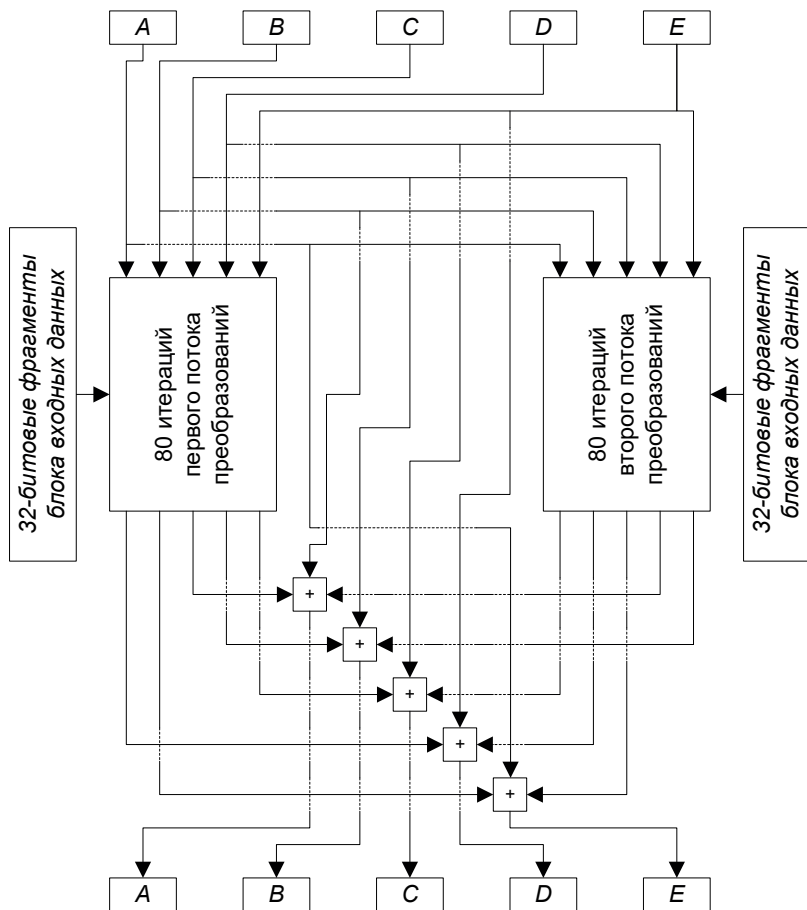 A
B
C
D
E
32-битовые фрагменты
блока входных данных
80 итераций
первого потока
преобразований
80 итераций
второго потока
преобразований
32-битовые фрагменты
блока входных данных
+
+
+
+
+
A
B
C
D
E